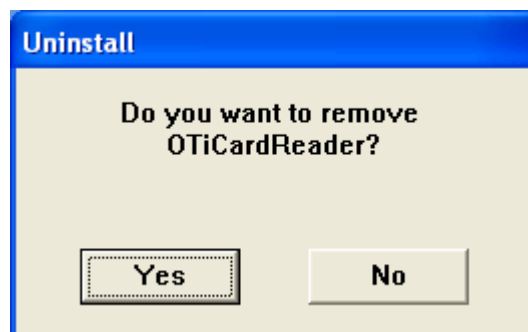 Uninstall
Do you want to remove
OTiCardReader?
Yes
No